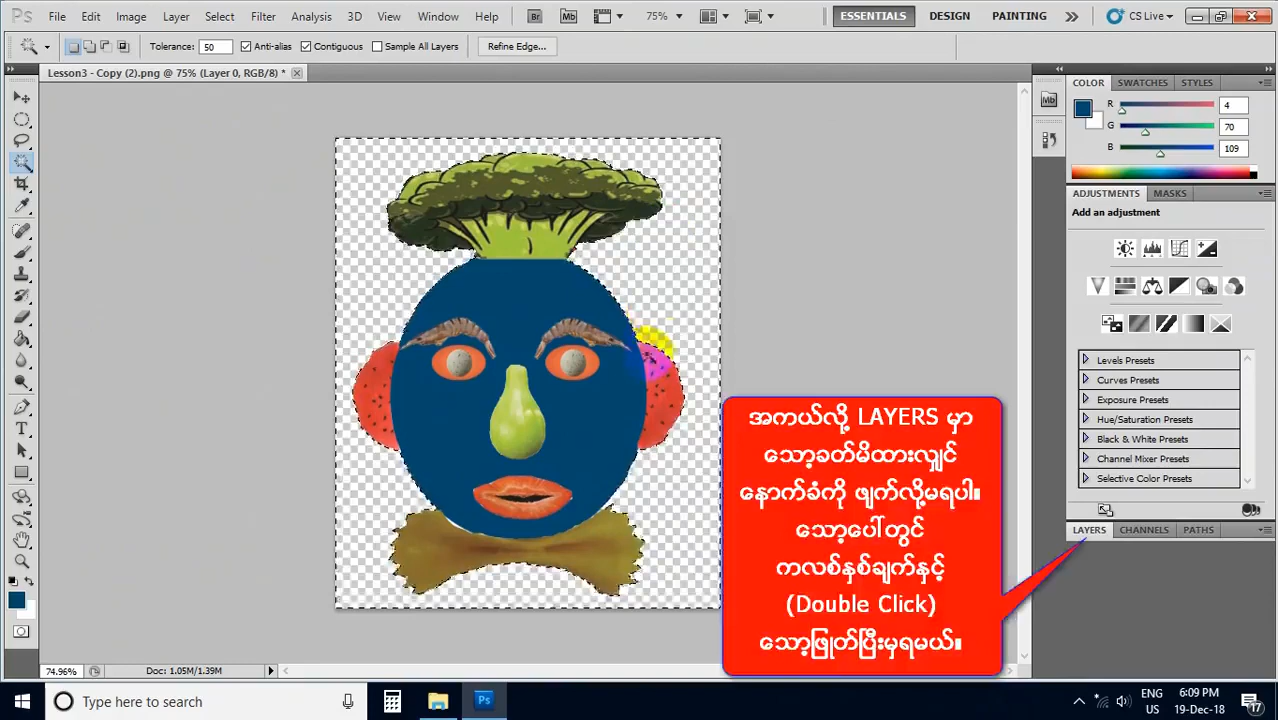 Ps File Edit Image Layer Select Filter Analysis 3D View Window Help Br Mb 75% ESSENTIALS DESIGN PAINTING CS Live
Tolerance: 50 Anti-alias Contiguous Sample All Layers Refine Edge...
Lesson3 - Copy (2).png @ 75% (Layer 0, RGB/8) *
COLOR SWATCHES STYLES
Mb
R 4
G 70
B 109
ADJUSTMENTS MASKS
Add an adjustment
Levels Presets
Curves Presets
Exposure Presets
Hue/Saturation Presets
Black & White Presets
Channel Mixer Presets
Selective Color Presets
LAYERS CHANNELS PATHS
အကယ်လို့ LAYERS မှာ
သော့ခတ်မိထားလျှင်
နောက်ခံကို ဖျက်လို့မရပါ။
သော့ပေါ်တွင်
ကလစ်နှစ်ချက်နှင့်
(Double Click)
သော့ဖြုတ်ပြီးမှရမယ်။
74.96% Doc: 1.05M/1.39M
Type here to search
Ps
ENG
US
6:09 PM
19-Dec-18
17